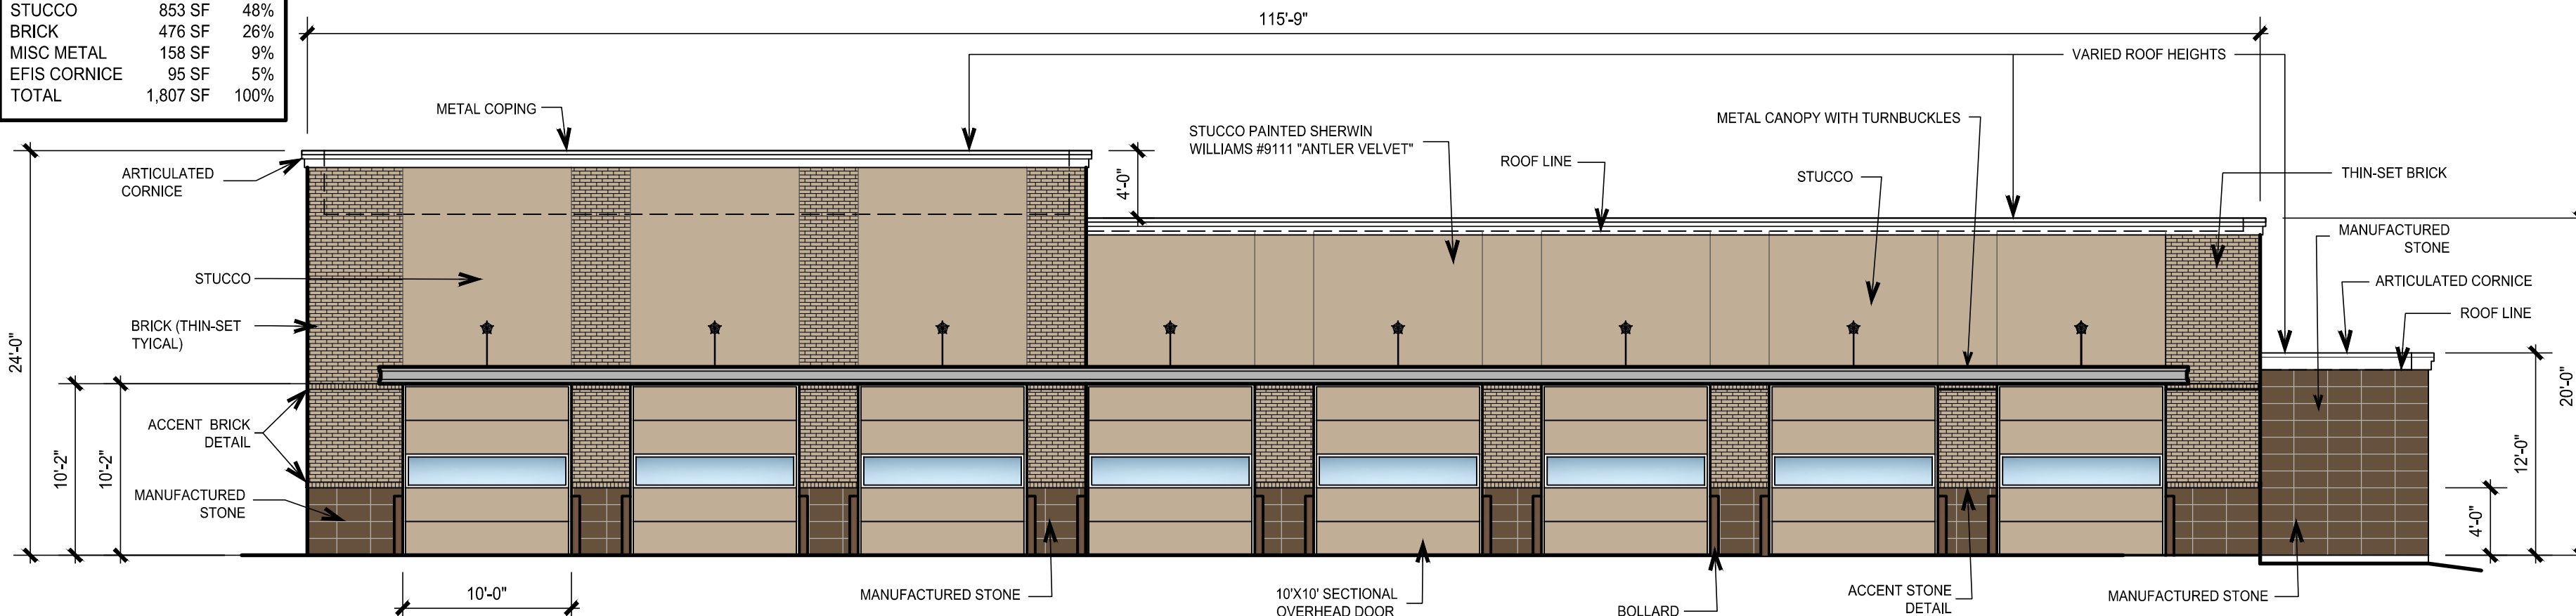 STUCCO 853 SF 48%
BRICK 476 SF 26%
MISC METAL 158 SF 9%
EFIS CORNICE 95 SF 5%
TOTAL 1,807 SF 100%
115'-9"
VARIED ROOF HEIGHTS
METAL COPING
STUCCO PAINTED SHERWIN
WILLIAMS #9111 "ANTLER VELVET"
METAL CANOPY WITH TURNBUCKLES
ARTICULATED
CORNICE
4'-0"
ROOF LINE
STUCCO
THIN-SET BRICK
MANUFACTURED
STONE
STUCCO
ARTICULATED CORNICE
BRICK (THIN-SET
TYICAL)
ROOF LINE
24'-0"
20'-0"
ACCENT BRICK
DETAIL
10'-2"
10'-2"
12'-0"
MANUFACTURED
STONE
4'-0"
10'-0"
MANUFACTURED STONE
10'X10' SECTIONAL
OVERHEAD DOOR
BOLLARD
ACCENT STONE
DETAIL
MANUFACTURED STONE